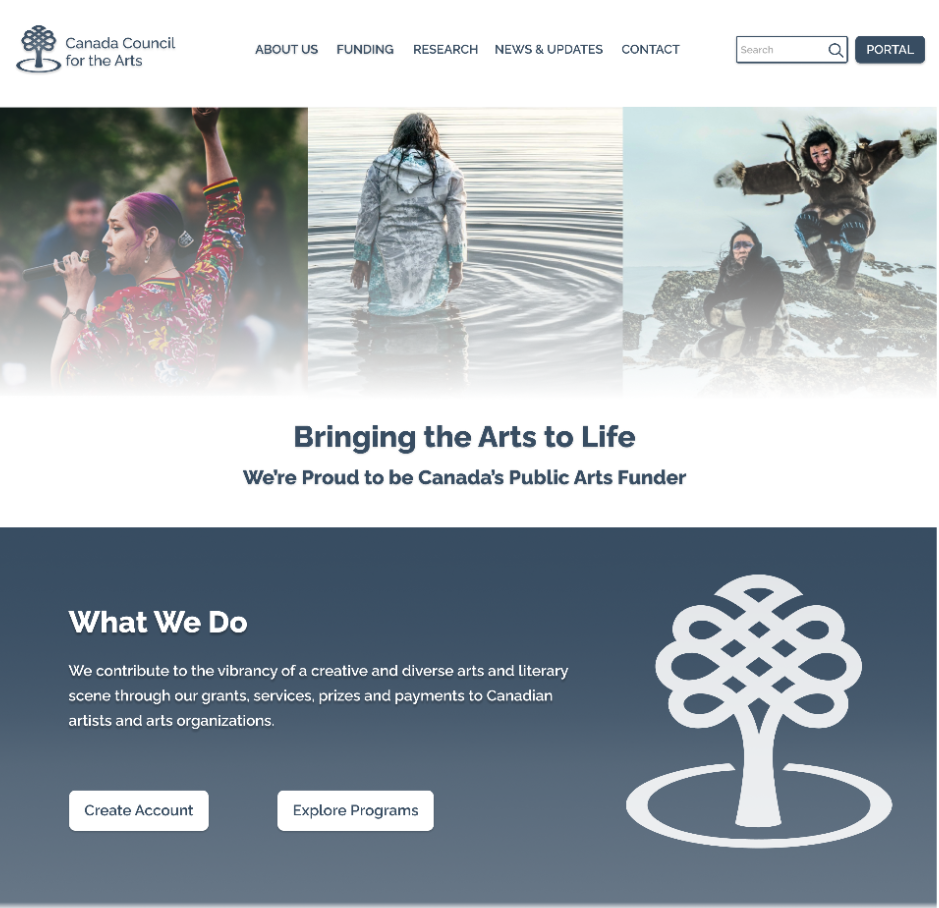 Canada Council
for the Arts
ABOUT US FUNDING RESEARCH NEWS & UPDATES CONTACT
Search
PORTAL
Bringing the Arts to Life
We're Proud to be Canada's Public Arts Funder
What We Do
We contribute to the vibrancy of a creative and diverse arts and literary
scene through our grants, services, prizes and payments to Canadian
artists and arts organizations.
Create Account
Explore Programs